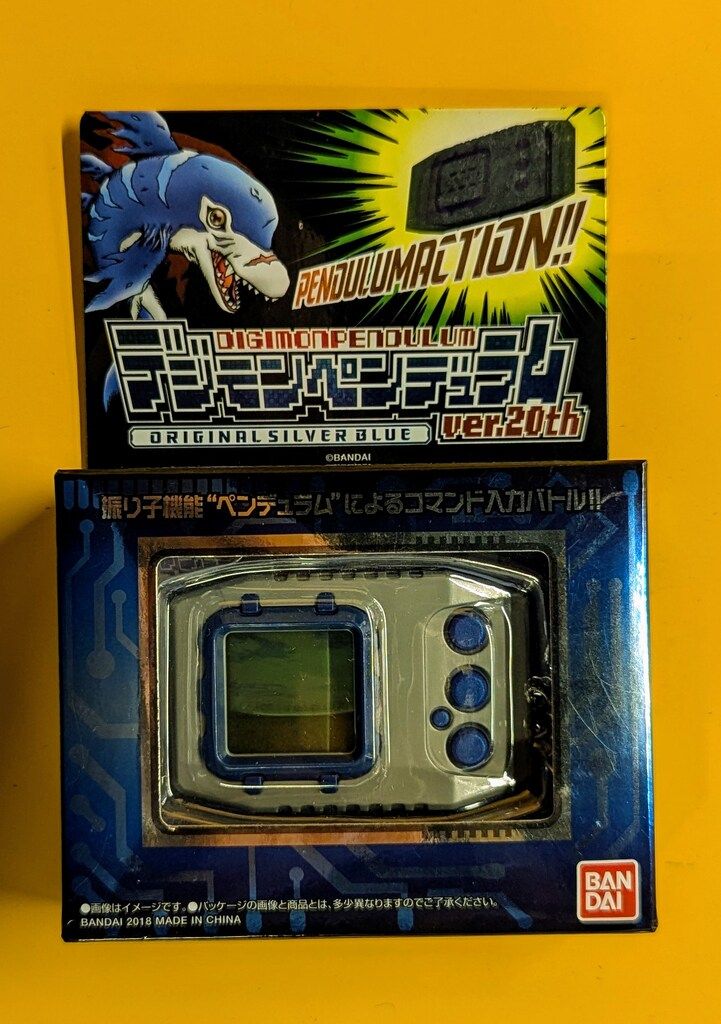 PENDULUMACTION!!
DIGIMONPENDULUM
デジモンペンデュラム
ver.20th
ORIGINAL SILVER BLUE
©BANDAI
振り子機能"ペンデュラム"によるコマンド入力バトル!!
●画像はイメージです。●パッケージの画像と商品とは、多少異なりますのでご了承ください。
BANDAI 2018 MADE IN CHINA
BAN
DAI